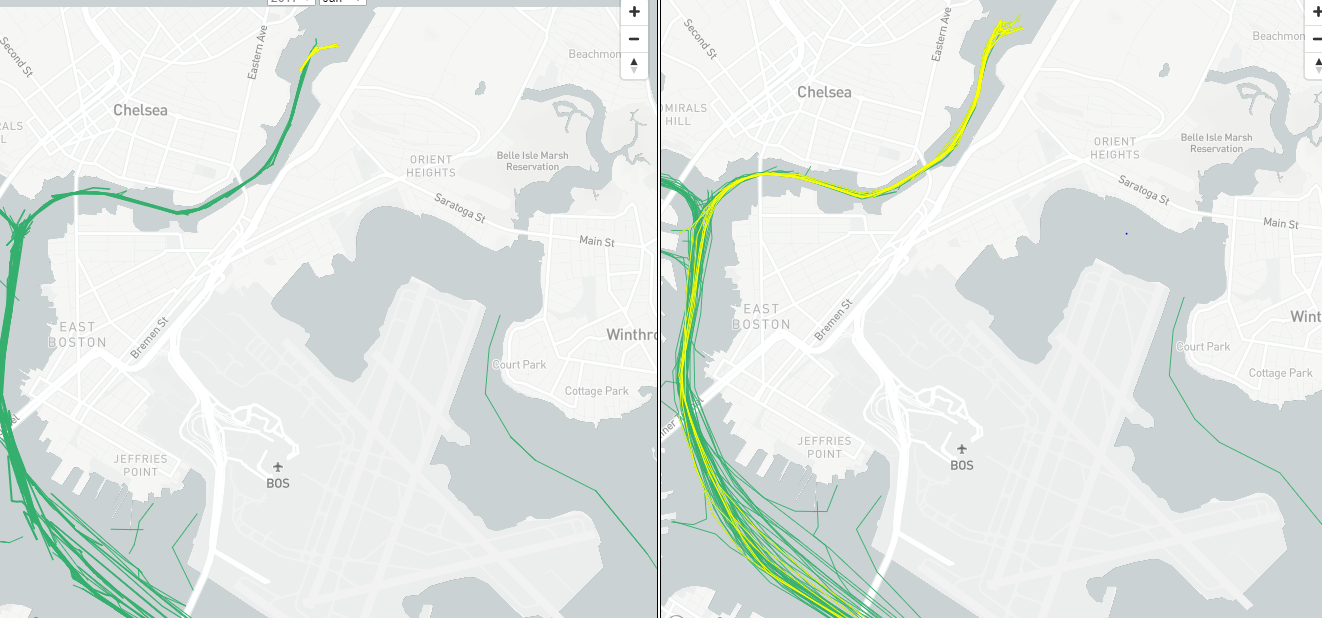 Jan
Second St
Eastern Ave
Beachmon
Chelsea
RALS
L
ORIENT
HEIGHTS
Belle Isle Marsh
Reservation
Saratoga St
Main St
EAST
BOSTON
Bremen St
Winthro
Court Park
Cottage Park
JEFFRIES
POINT
BOS
Second St
Eastern Ave
Beachmon
Chelsea
DMIRALS
HILL
ORIENT
HEIGHTS
Belle Isle Marsh
Reservation
Saratoga St
Main St
EAST
BOSTON
Bremen St
Wint
Court Park
Cottage Park
JEFFRIES
POINT
BOS